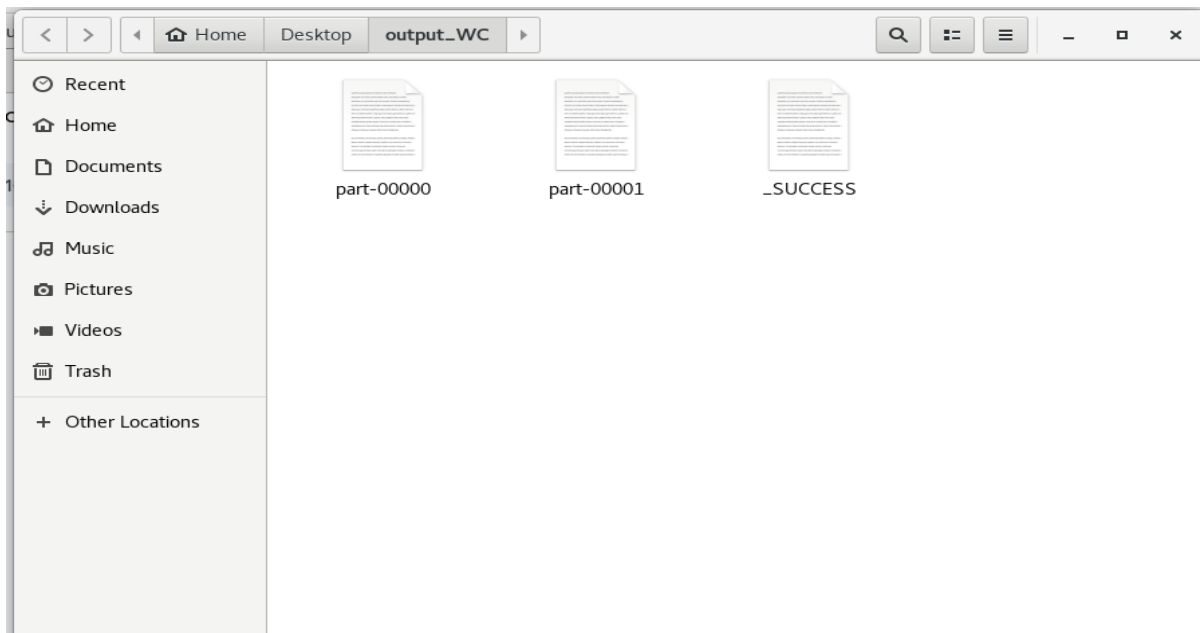 Home Desktop output_WC
Recent
Home
Documents
Downloads
Music
Pictures
Videos
Trash
Other Locations
part-00000 part-00001 _SUCCESS